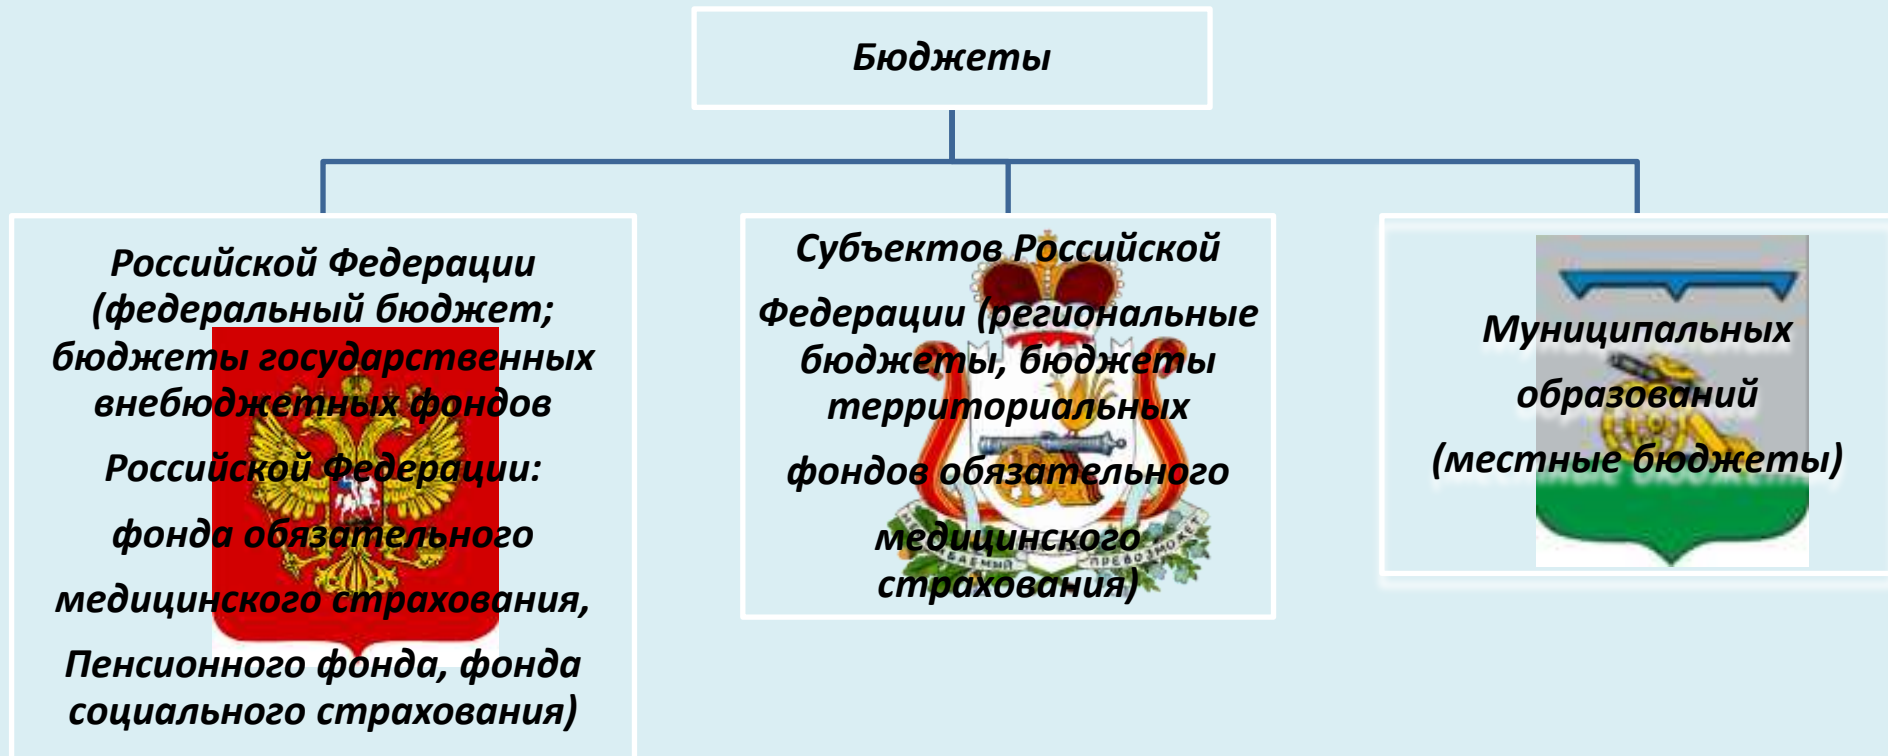 Бюджеты
Российской Федерации
(федеральный бюджет;
бюджеты государственных
внебюджетных фондов
Российской Федерации:
фонда обязательного
медицинского страхования,
Пенсионного фонда, фонда
социального страхования)
Субъектов Российской
Федерации (региональные
бюджеты, бюджеты
территориальных
фондов обязательного
медицинского
страхования)
Муниципальных
образований
(местные бюджеты)